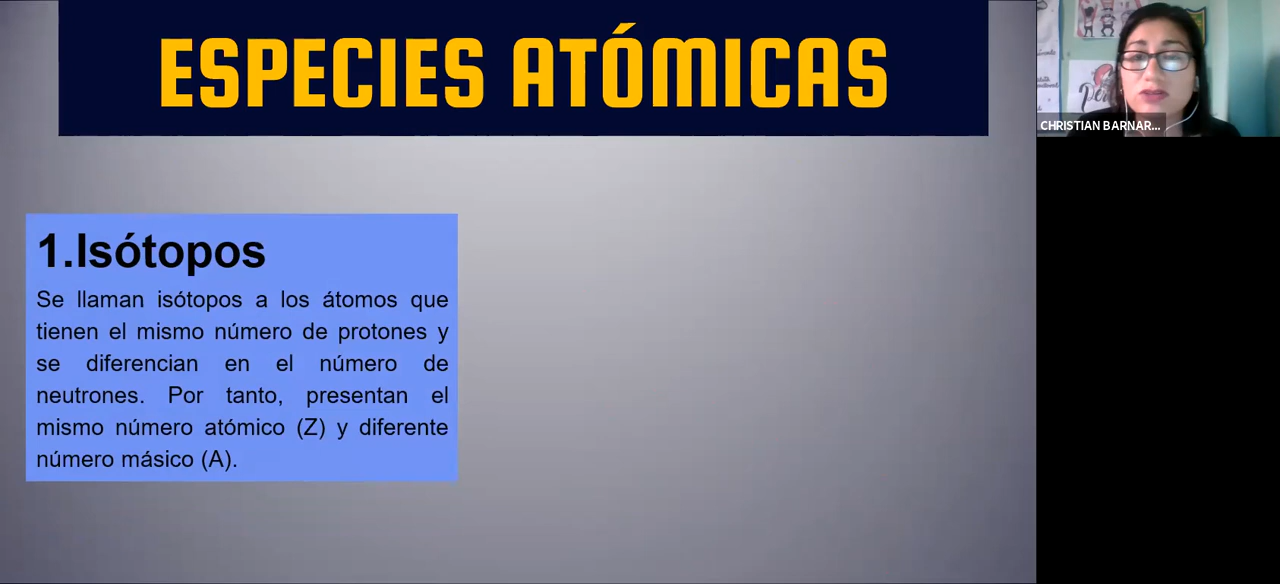 ESPECIES ATÓMICAS
CHRISTIAN BARNAR...
1.Isótopos
Se llaman isótopos a los átomos que
tienen el mismo número de protones y
se diferencian en el número de
neutrones. Por tanto, presentan el
mismo número atómico (Z) y diferente
número másico (A).